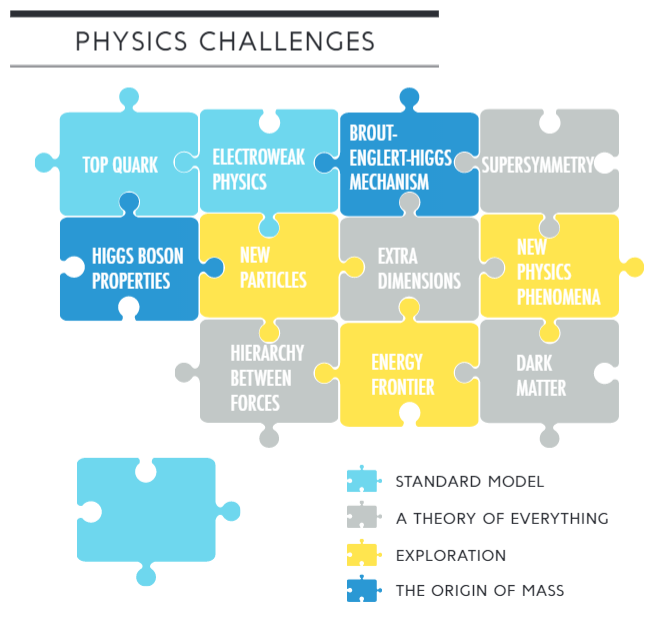 PHYSICS CHALLENGES
TOP QUARK
ELECTROWEAK
PHYSICS
BROUT-
ENGLERT-HIGGS
MECHANISM
SUPERSYMMETRY
HIGGS BOSON
PROPERTIES
NEW
PARTICLES
EXTRA
DIMENSIONS
NEW
PHYSICS
PHENOMENA
HIERARCHY
BETWEEN
FORCES
ENERGY
FRONTIER
DARK
MATTER
STANDARD MODEL
A THEORY OF EVERYTHING
EXPLORATION
THE ORIGIN OF MASS